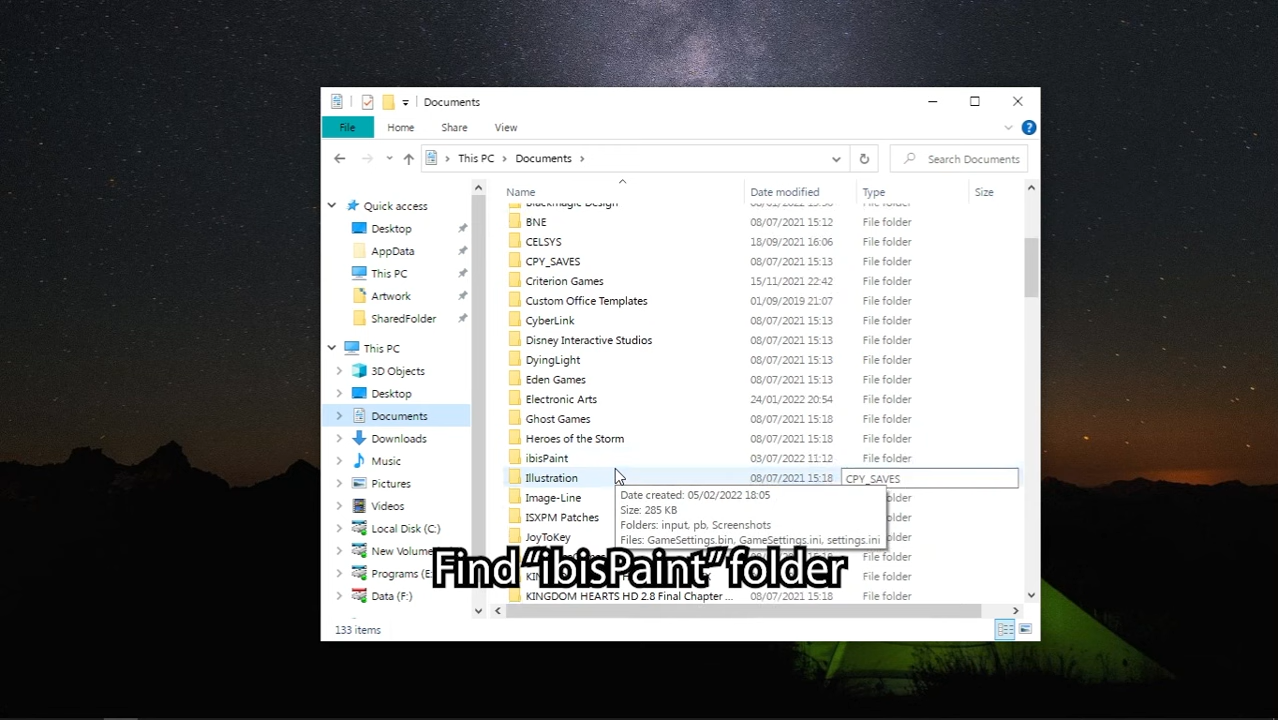 Documents
File Home Share View
This PC Documents
Search Documents
Name Date modified Type Size
Quick access
Desktop
AppData
This PC
Artwork
SharedFolder
This PC
3D Objects
Desktop
Documents
Downloads
Music
Pictures
Videos
Local Disk (C:)
New Volume
Programs (E:
Data (F:)
Blackmagic Design File folder
BNE 08/07/2021 15:12 File folder
CELSYS 18/09/2021 16:06 File folder
CPY_SAVES 08/07/2021 15:13 File folder
Criterion Games 15/11/2021 22:42 File folder
Custom Office Templates 01/09/2019 21:07 File folder
CyberLink 08/07/2021 15:13 File folder
Disney Interactive Studios 08/07/2021 15:13 File folder
DyingLight 08/07/2021 15:13 File folder
Eden Games 08/07/2021 15:13 File folder
Electronic Arts 24/01/2022 20:54 File folder
Ghost Games 08/07/2021 15:18 File folder
Heroes of the Storm 08/07/2021 15:18 File folder
ibisPaint 03/07/2022 11:12 File folder
Illustration 08/07/2021 15:18 CPY_SAVES
Image-Line folder
ISXPM Patches folder
JoyToKey folder
08/07/2021 15:18 File folder
08/07/2021 15:18 File folder
KINGDOM HEARTS HD 2.8 Final Chapter ... 08/07/2021 15:18 File folder
Date created: 05/02/2022 18:05
Size: 285 KB
Folders: input, pb, Screenshots
Files: GameSettings.bin, GameSettings.ini, settings.ini
Find “ibisPaint” folder
133 items